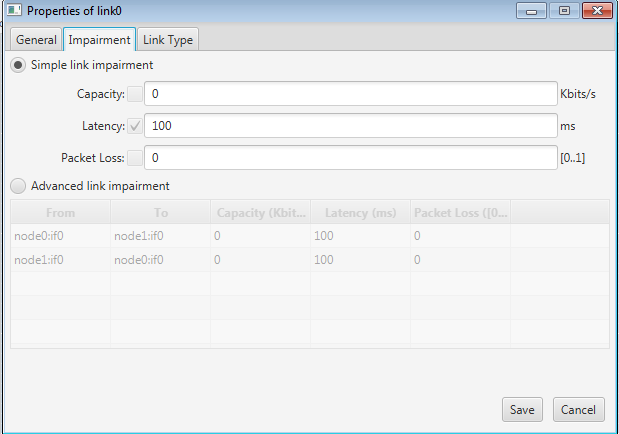 Properties of link0
General Impairment Link Type
Simple link impairment
Capacity: 0 Kbits/s
Latency: 100 ms
Packet Loss: 0 [0..1]
Advanced link impairment
From To Capacity (Kbit... Latency (ms) Packet Loss ([0...
node0:if0 node1:if0 0 100 0
node1:if0 node0:if0 0 100 0
Save Cancel